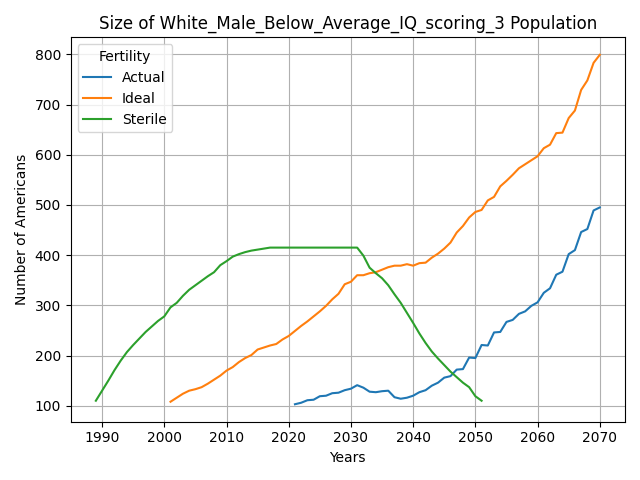 Size of White_Male_Below_Average_IQ_scoring_3 Population
Fertility
Actual
Ideal
Sterile
Number of Americans
800
700
600
500
400
300
200
100
1990 2000 2010 2020 2030 2040 2050 2060 2070
Years